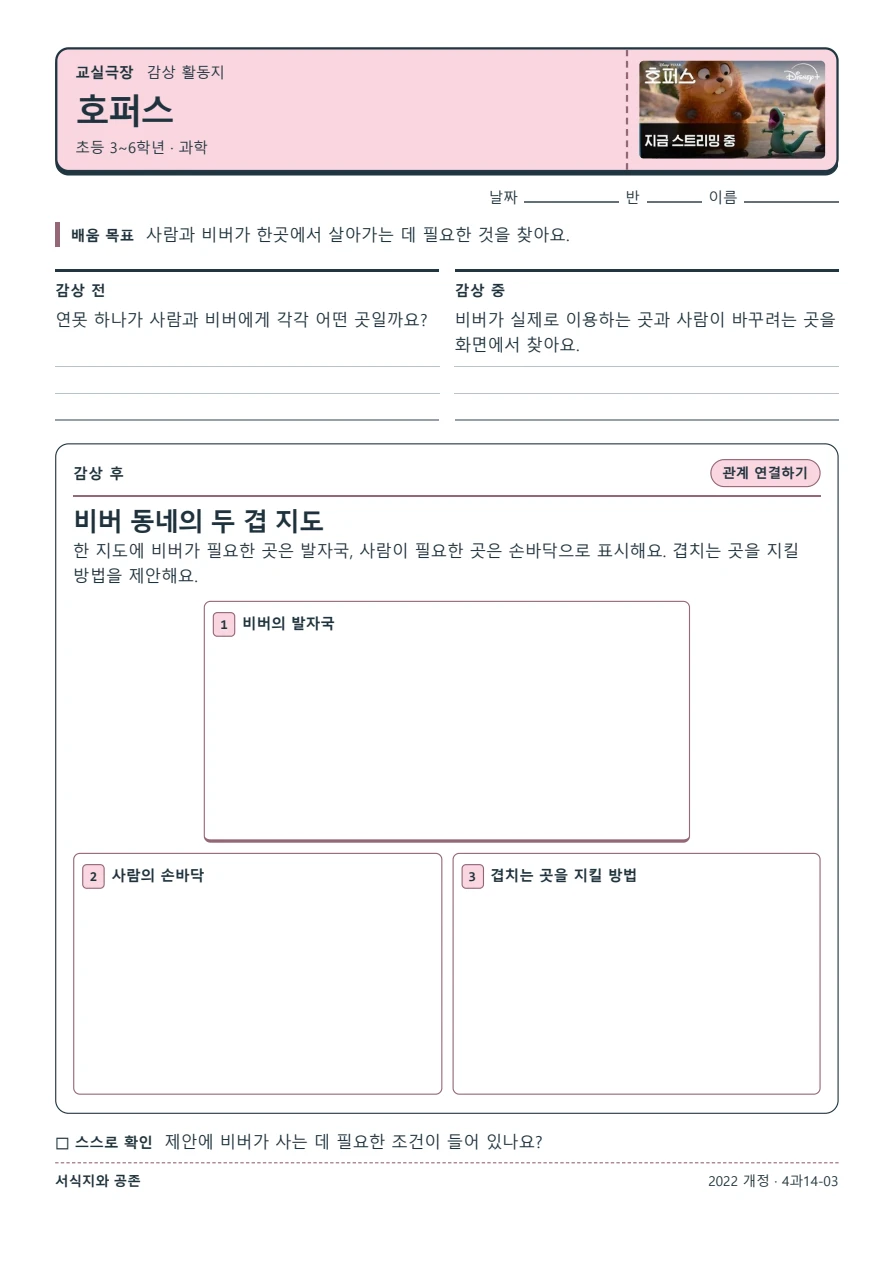 교실극장 감상 활동지
호퍼스
초등 3~6학년 · 과학
호퍼스
Disney+
지금 스트리밍 중
날짜 반 이름
배움 목표 사람과 비버가 한곳에서 살아가는 데 필요한 것을 찾아요.
감상 전
연못 하나가 사람과 비버에게 각각 어떤 곳일까요?
감상 중
비버가 실제로 이용하는 곳과 사람이 바꾸려는 곳을
화면에서 찾아요.
감상 후
관계 연결하기
비버 동네의 두 겹 지도
한 지도에 비버가 필요한 곳은 발자국, 사람이 필요한 곳은 손바닥으로 표시해요. 겹치는 곳을 지킬
방법을 제안해요.
1 비버의 발자국
2 사람의 손바닥
3 겹치는 곳을 지킬 방법
□ 스스로 확인 제안에 비버가 사는 데 필요한 조건이 들어 있나요?
서식지와 공존
2022 개정 · 4과14-03